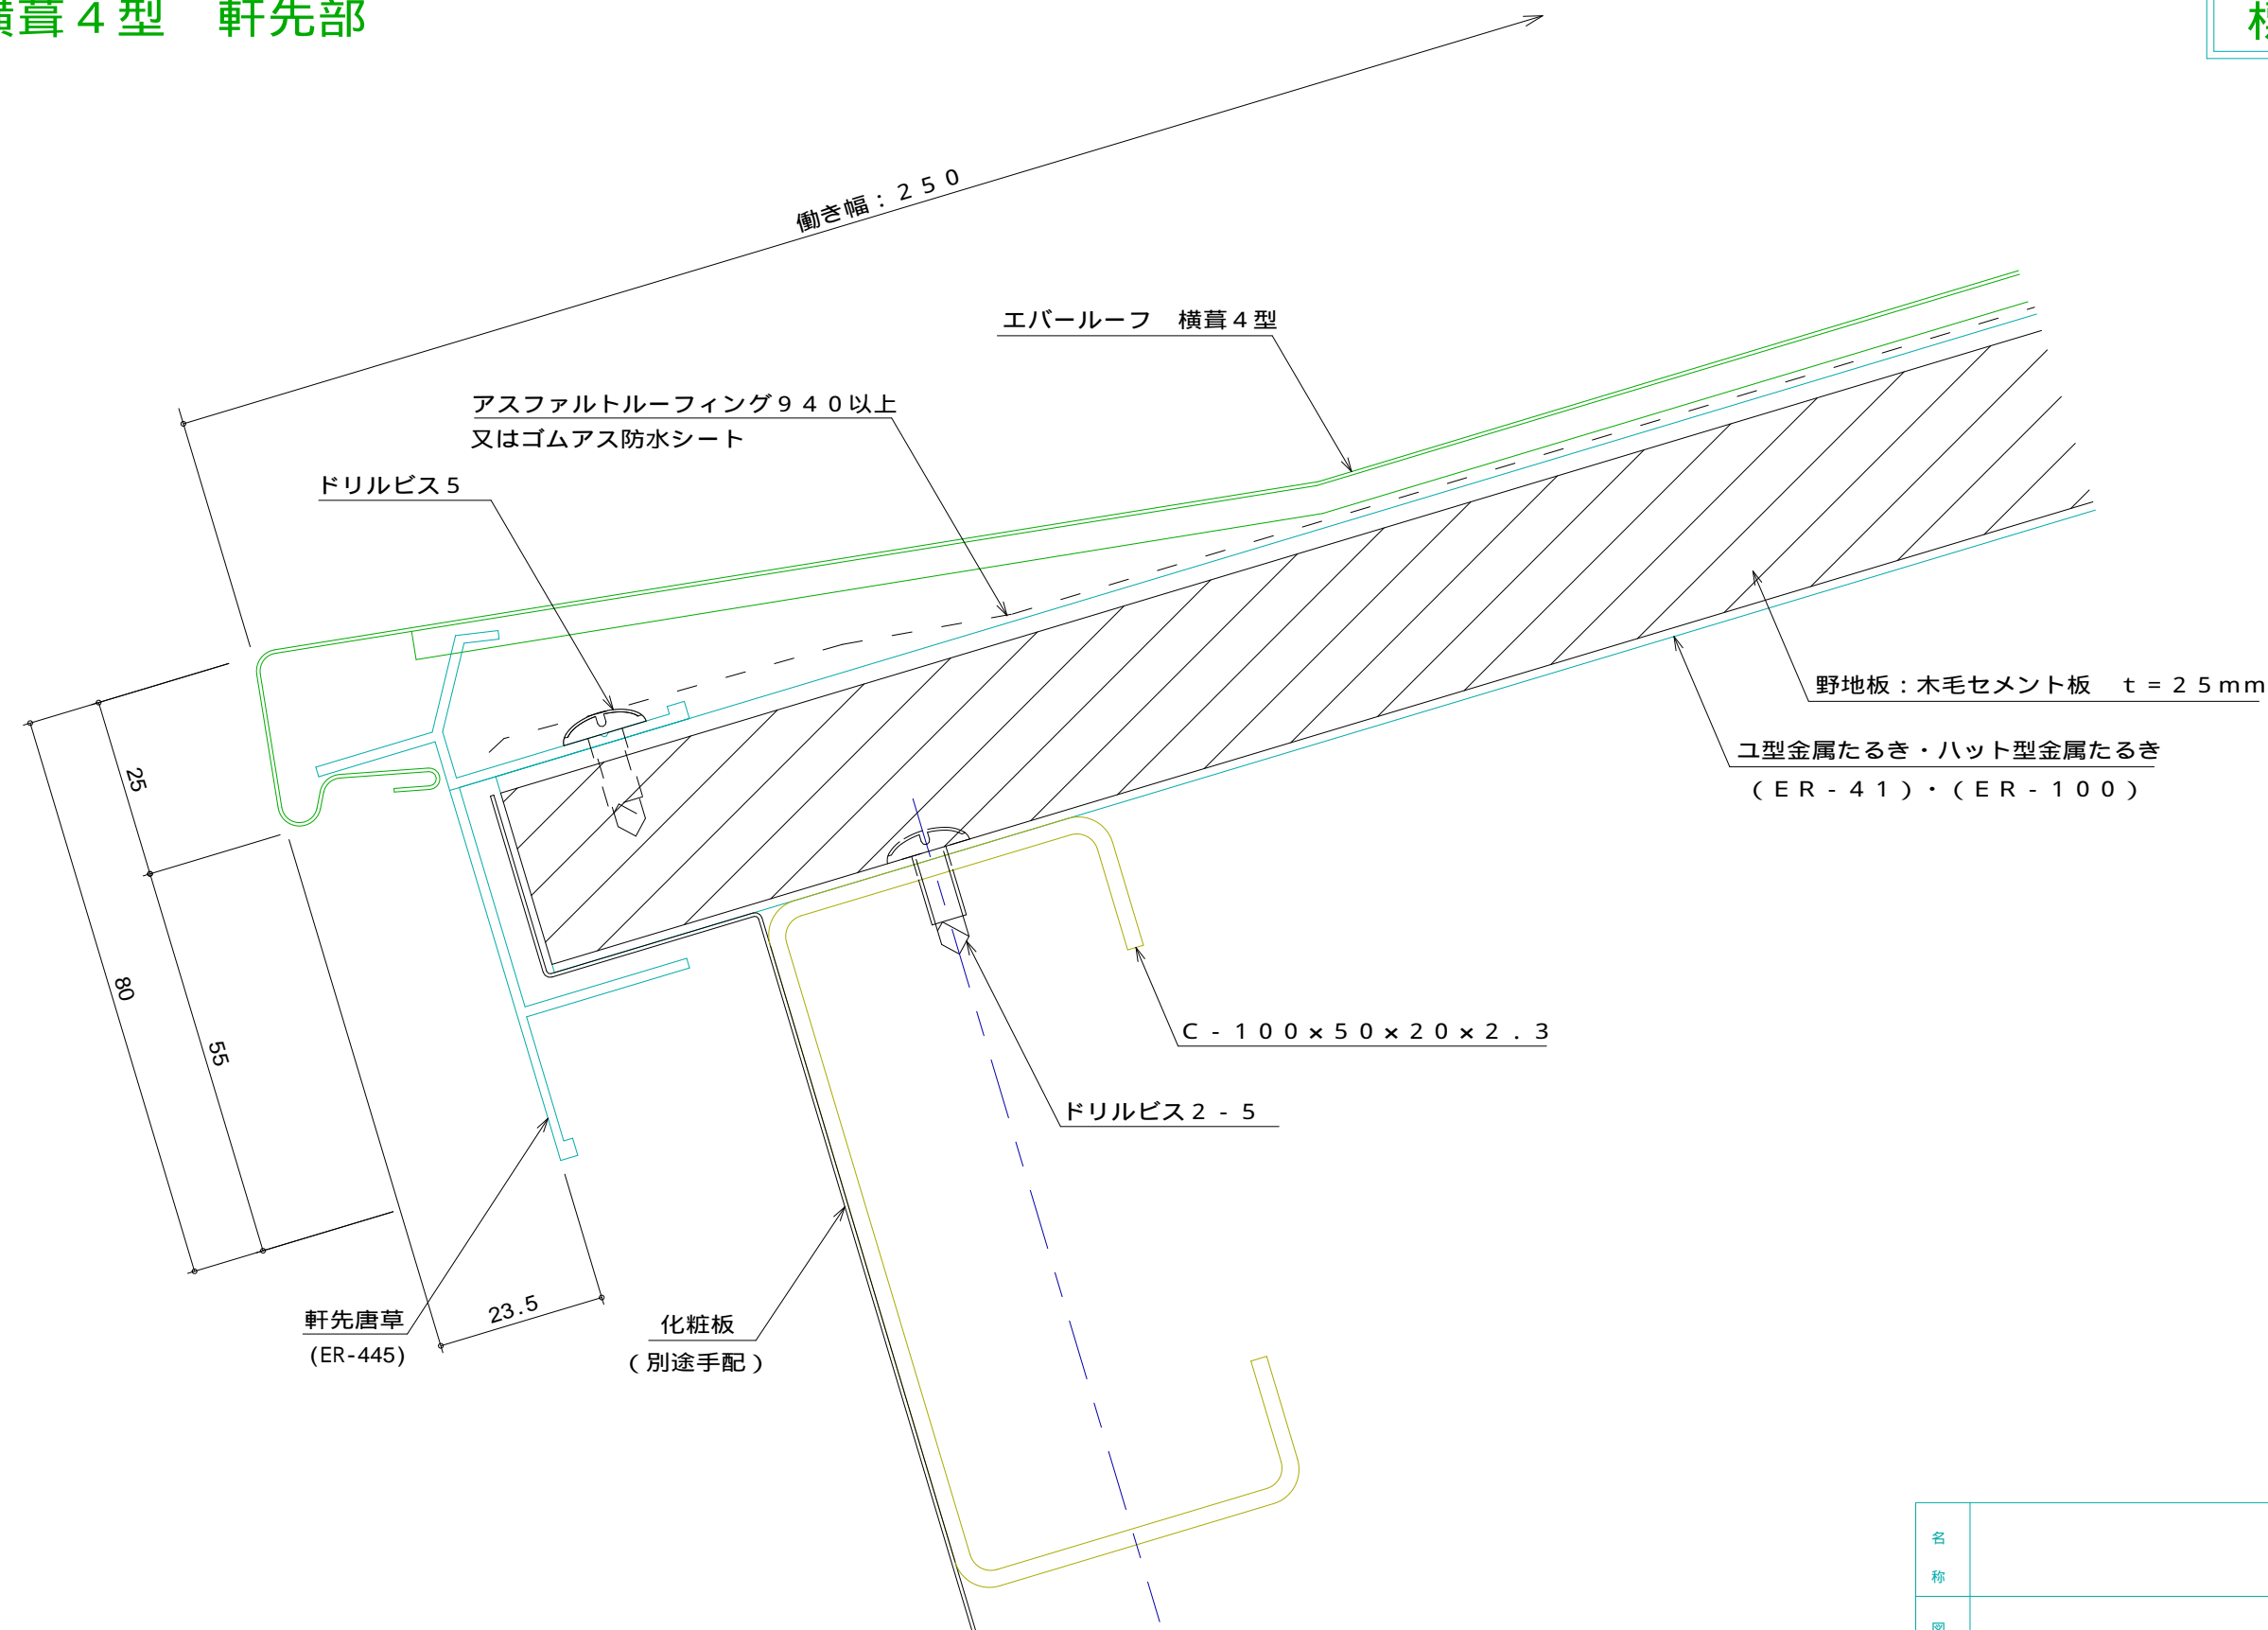 横葺４型　軒先部
働き幅：２５０
エバールーフ　横葺４型
アスファルトルーフィング９４０以上
又はゴムアス防水シート
ドリルビス５
野地板：木毛セメント板　ｔ＝２５ｍｍ
ユ型金属たるき・ハット型金属たるき
（ＥＲ-４１）・（ＥＲ-１００）
25
80
55
Ｃ-１００×５０×２０×２．３
ドリルビス２-５
23.5
軒先唐草
(ER-445)
化粧板
（別途手配）
名
称
図